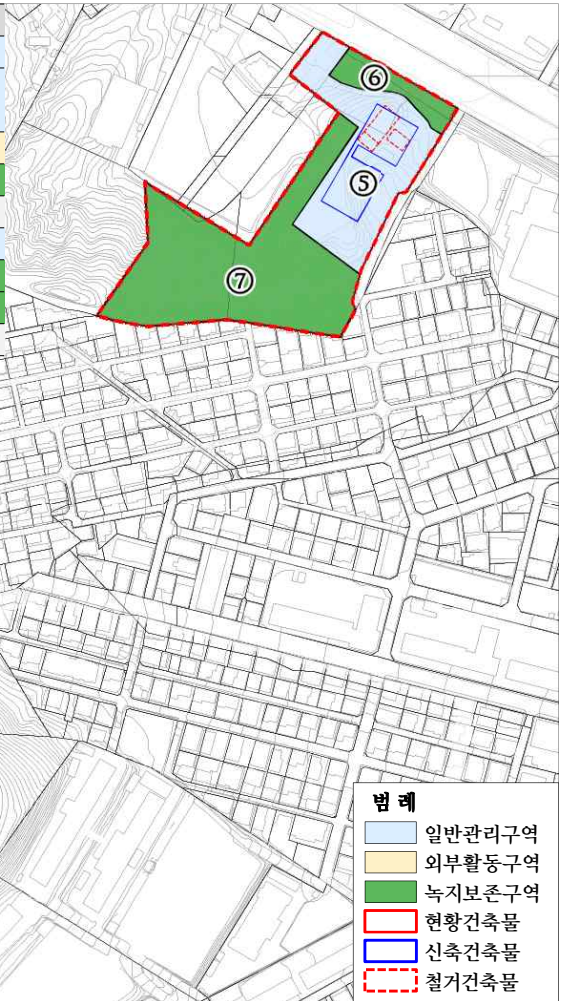 ⑥
⑤
⑦
범 례
일반관리구역
외부활동구역
녹지보존구역
현황건축물
신축건축물
철거건축물